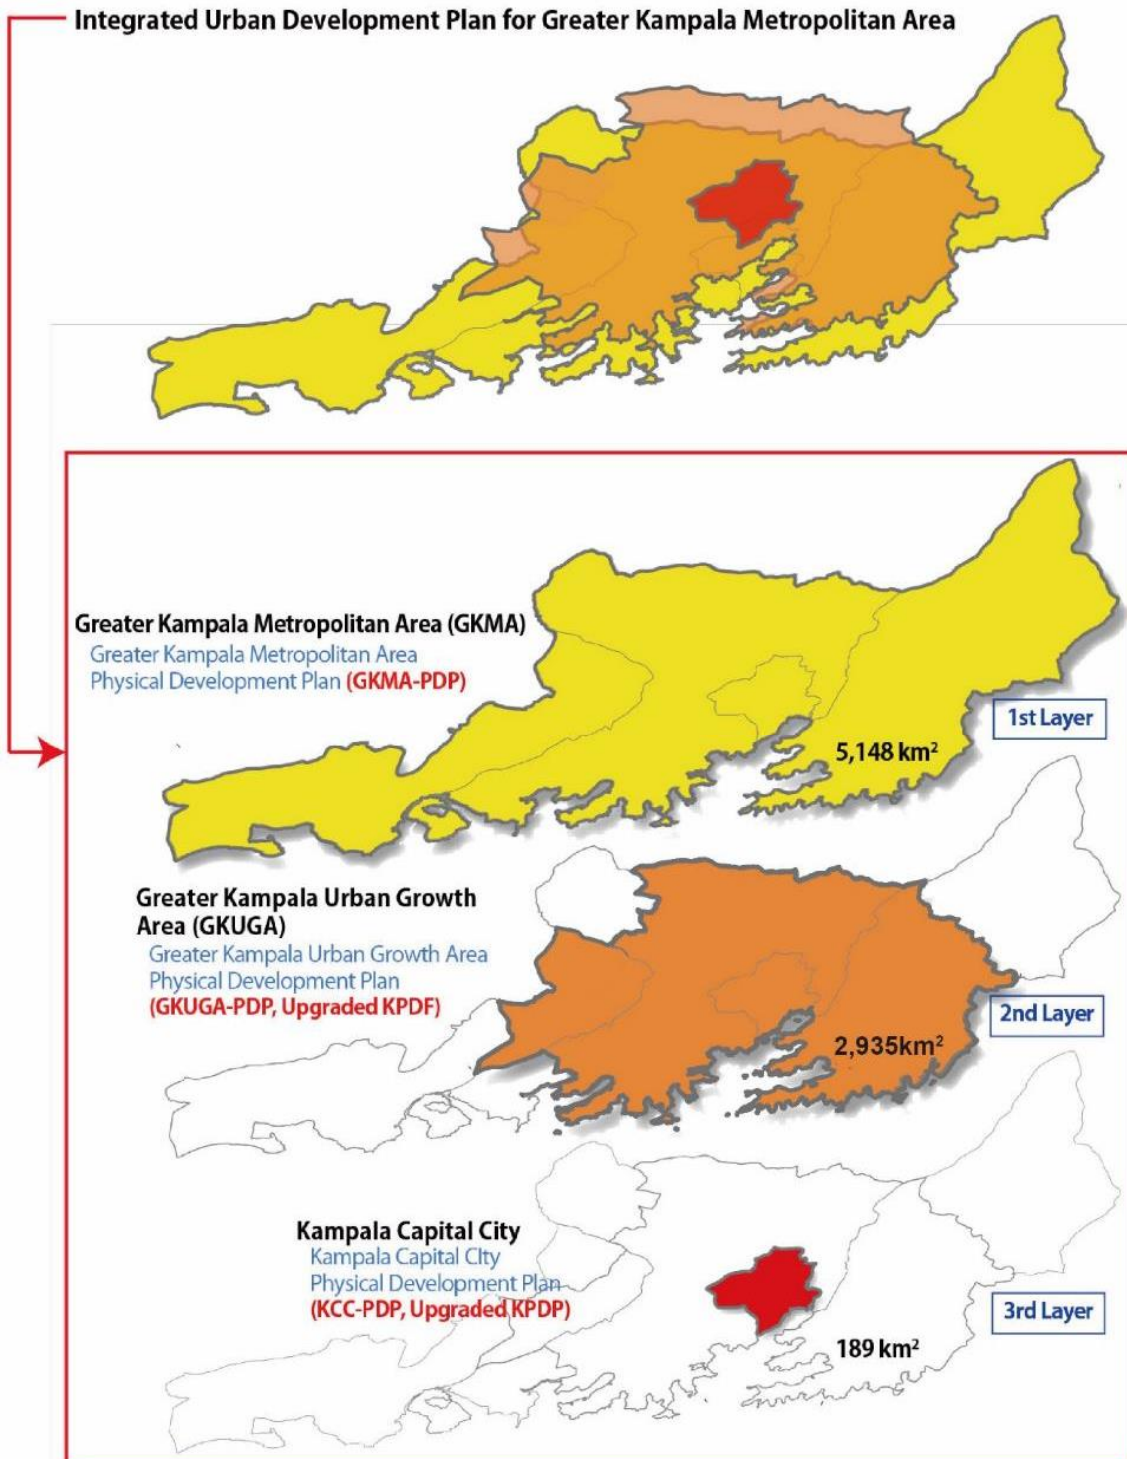 Integrated Urban Development Plan for Greater Kampala Metropolitan Area
Greater Kampala Metropolitan Area (GKMA)
Greater Kampala Metropolitan Area
Physical Development Plan (GKMA-PDP)
1st Layer
5,148 km²
Greater Kampala Urban Growth
Area (GKUGA)
Greater Kampala Urban Growth Area
Physical Development Plan
(GKUGA-PDP, Upgraded KPDF)
2nd Layer
2,935km²
Kampala Capital City
Kampala Capital CIty
Physical Development Plan
(KCC-PDP, Upgraded KPDP)
3rd Layer
189 km²